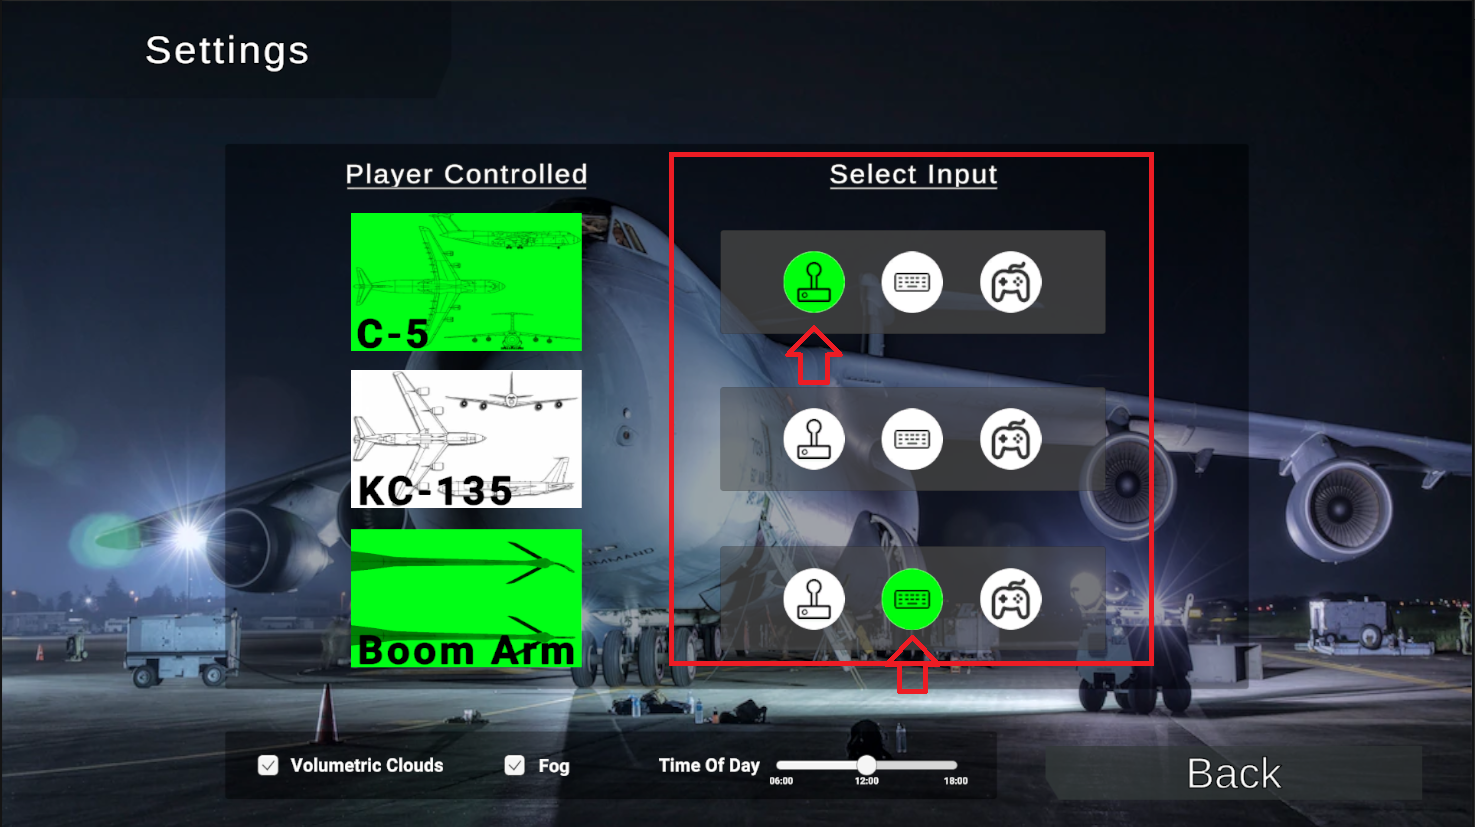 Settings
Player Controlled
Select Input
C-5
KC-135
OMMAND
Boom Arm
Volumetric Clouds
Fog
Time Of Day
06:00
12:00
18:00
Back